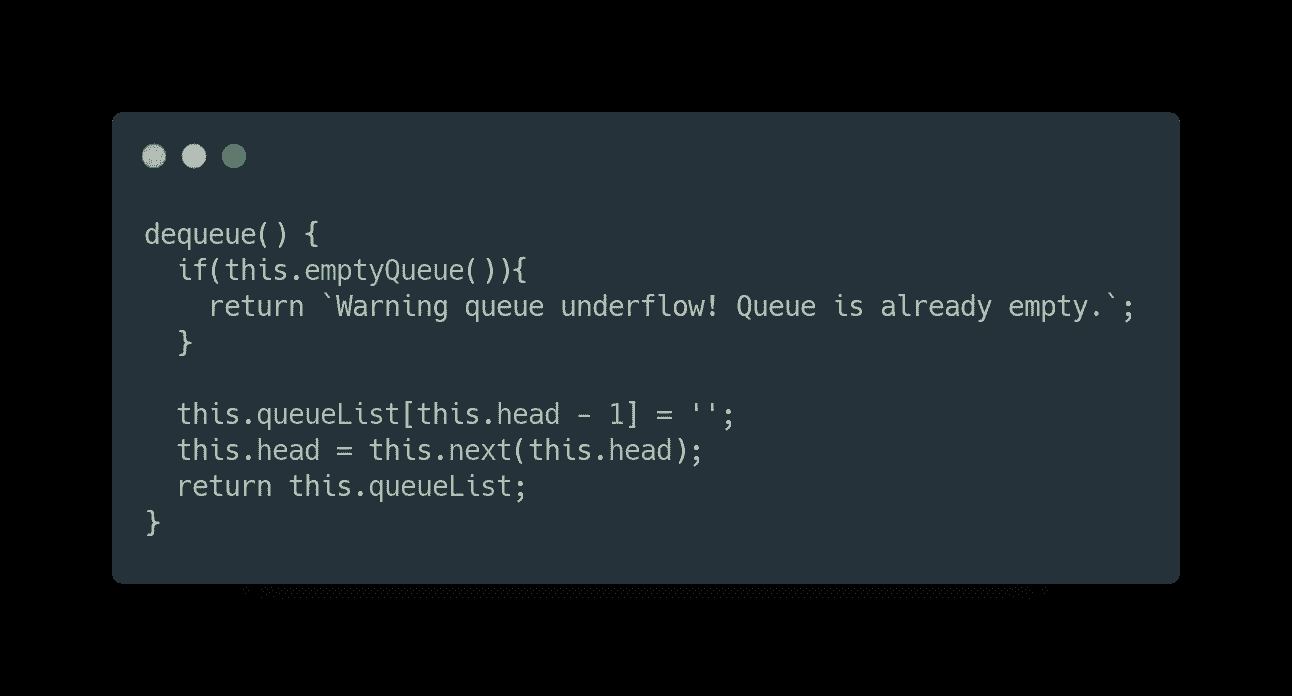 dequeue() {
  if(this.emptyQueue()){
    return `Warning queue underflow! Queue is already empty.`;
  }

  this.queueList[this.head - 1] = '';
  this.head = this.next(this.head);
  return this.queueList;
}